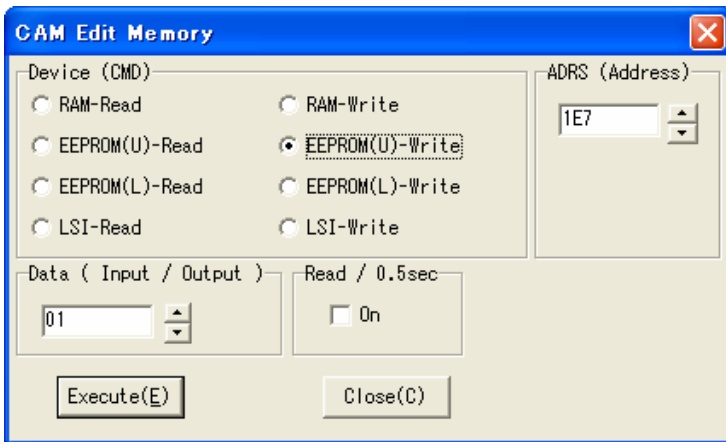 CAM Edit Memory
Device (CMD)
RAM-Read
RAM-Write
EEPROM(U)-Read
EEPROM(U)-Write
EEPROM(L)-Read
EEPROM(L)-Write
LSI-Read
LSI-Write
ADRS (Address)
1E7
Data ( Input / Output )
01
Read / 0.5sec
On
Execute(E)
Close(C)